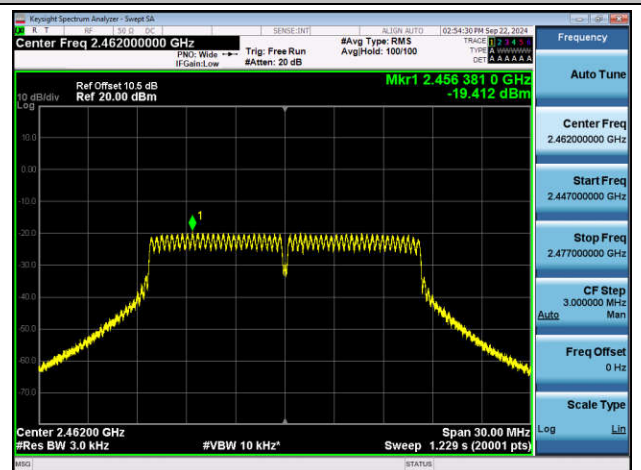 Keysight Spectrum Analyzer - Swept SA
R T RF 50 Ω DC SENSE:INT ALIGN AUTO 02:54:30 PM Sep 22, 2024
Center Freq 2.462000000 GHz
PNO: Wide
IFGain:Low
Trig: Free Run
#Atten: 20 dB
#Avg Type: RMS
Avg|Hold: 100/100
TRACE 1 2 3 4 5 6
TYPE A WWWWW
DET A A A A A A
Ref Offset 10.5 dB
10 dB/div Ref 20.00 dBm
Log
Mkr1 2.456 381 0 GHz
-19.412 dBm
10.0
0.00
-10.0
-20.0
-30.0
-40.0
-50.0
-60.0
-70.0
1
Center 2.46200 GHz Span 30.00 MHz
#Res BW 3.0 kHz #VBW 10 kHz* Sweep 1.229 s (20001 pts)
MSG STATUS
Frequency
Auto Tune
Center Freq
2.462000000 GHz
Start Freq
2.447000000 GHz
Stop Freq
2.477000000 GHz
CF Step
3.000000 MHz
Auto Man
Freq Offset
0 Hz
Scale Type
Log Lin